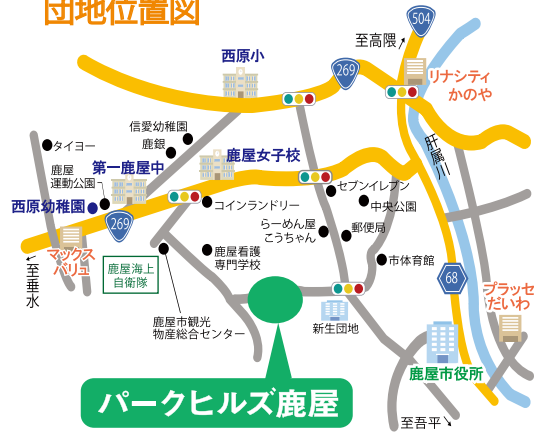 団地位置図
504
至高隈
西原小
269
リナシティ
かのや
信愛幼稚園
タイヨー
鹿銀
肝属川
鹿屋女子校
第一鹿屋中
鹿屋
運動公園
セブンイレブン
西原幼稚園
コインランドリー
中央公園
269
らーめん屋
こうちゃん
郵便局
マックス
バリュ
鹿屋看護
専門学校
市体育館
至垂水
鹿屋海上
自衛隊
68
プラッセ
だいわ
鹿屋市観光
物産総合センター
新生団地
鹿屋市役所
パークヒルズ鹿屋
至吾平